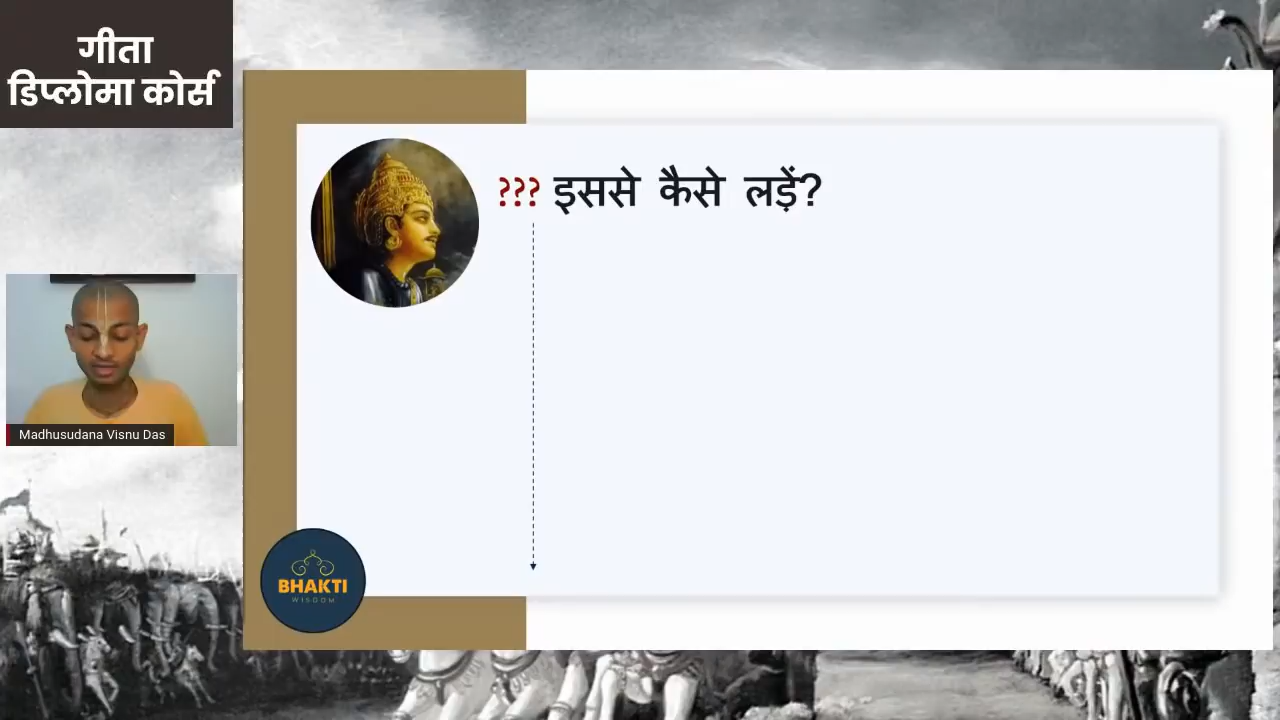 गीता
डिप्लोमा कोर्स
??? इससे कैसे लड़ें?
Madhusudana Visnu Das
BHAKTI
WISDOM